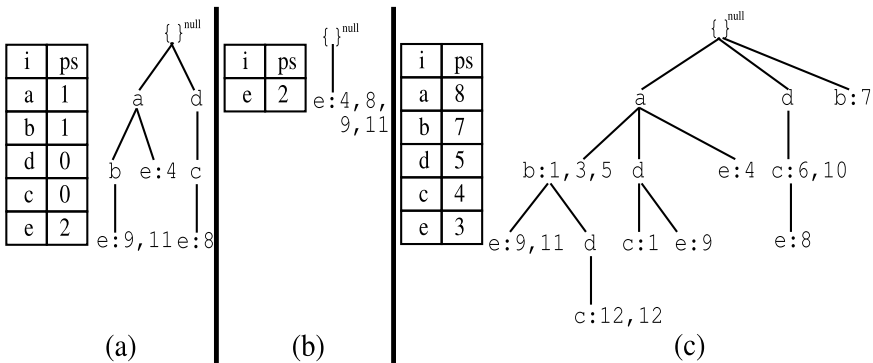 i ps
a 1
b 1
d 0
c 0
e 2
{}null
a d
b e:4 c
e:9,11 e:8
(a)
i ps
e 2
{}null
e:4,8,
9,11
(b)
i ps
a 8
b 7
d 5
c 4
e 3
{}null
a d b:7
b:1,3,5 d e:4 c:6,10
e:9,11 d c:1 e:9 e:8
c:12,12
(c)